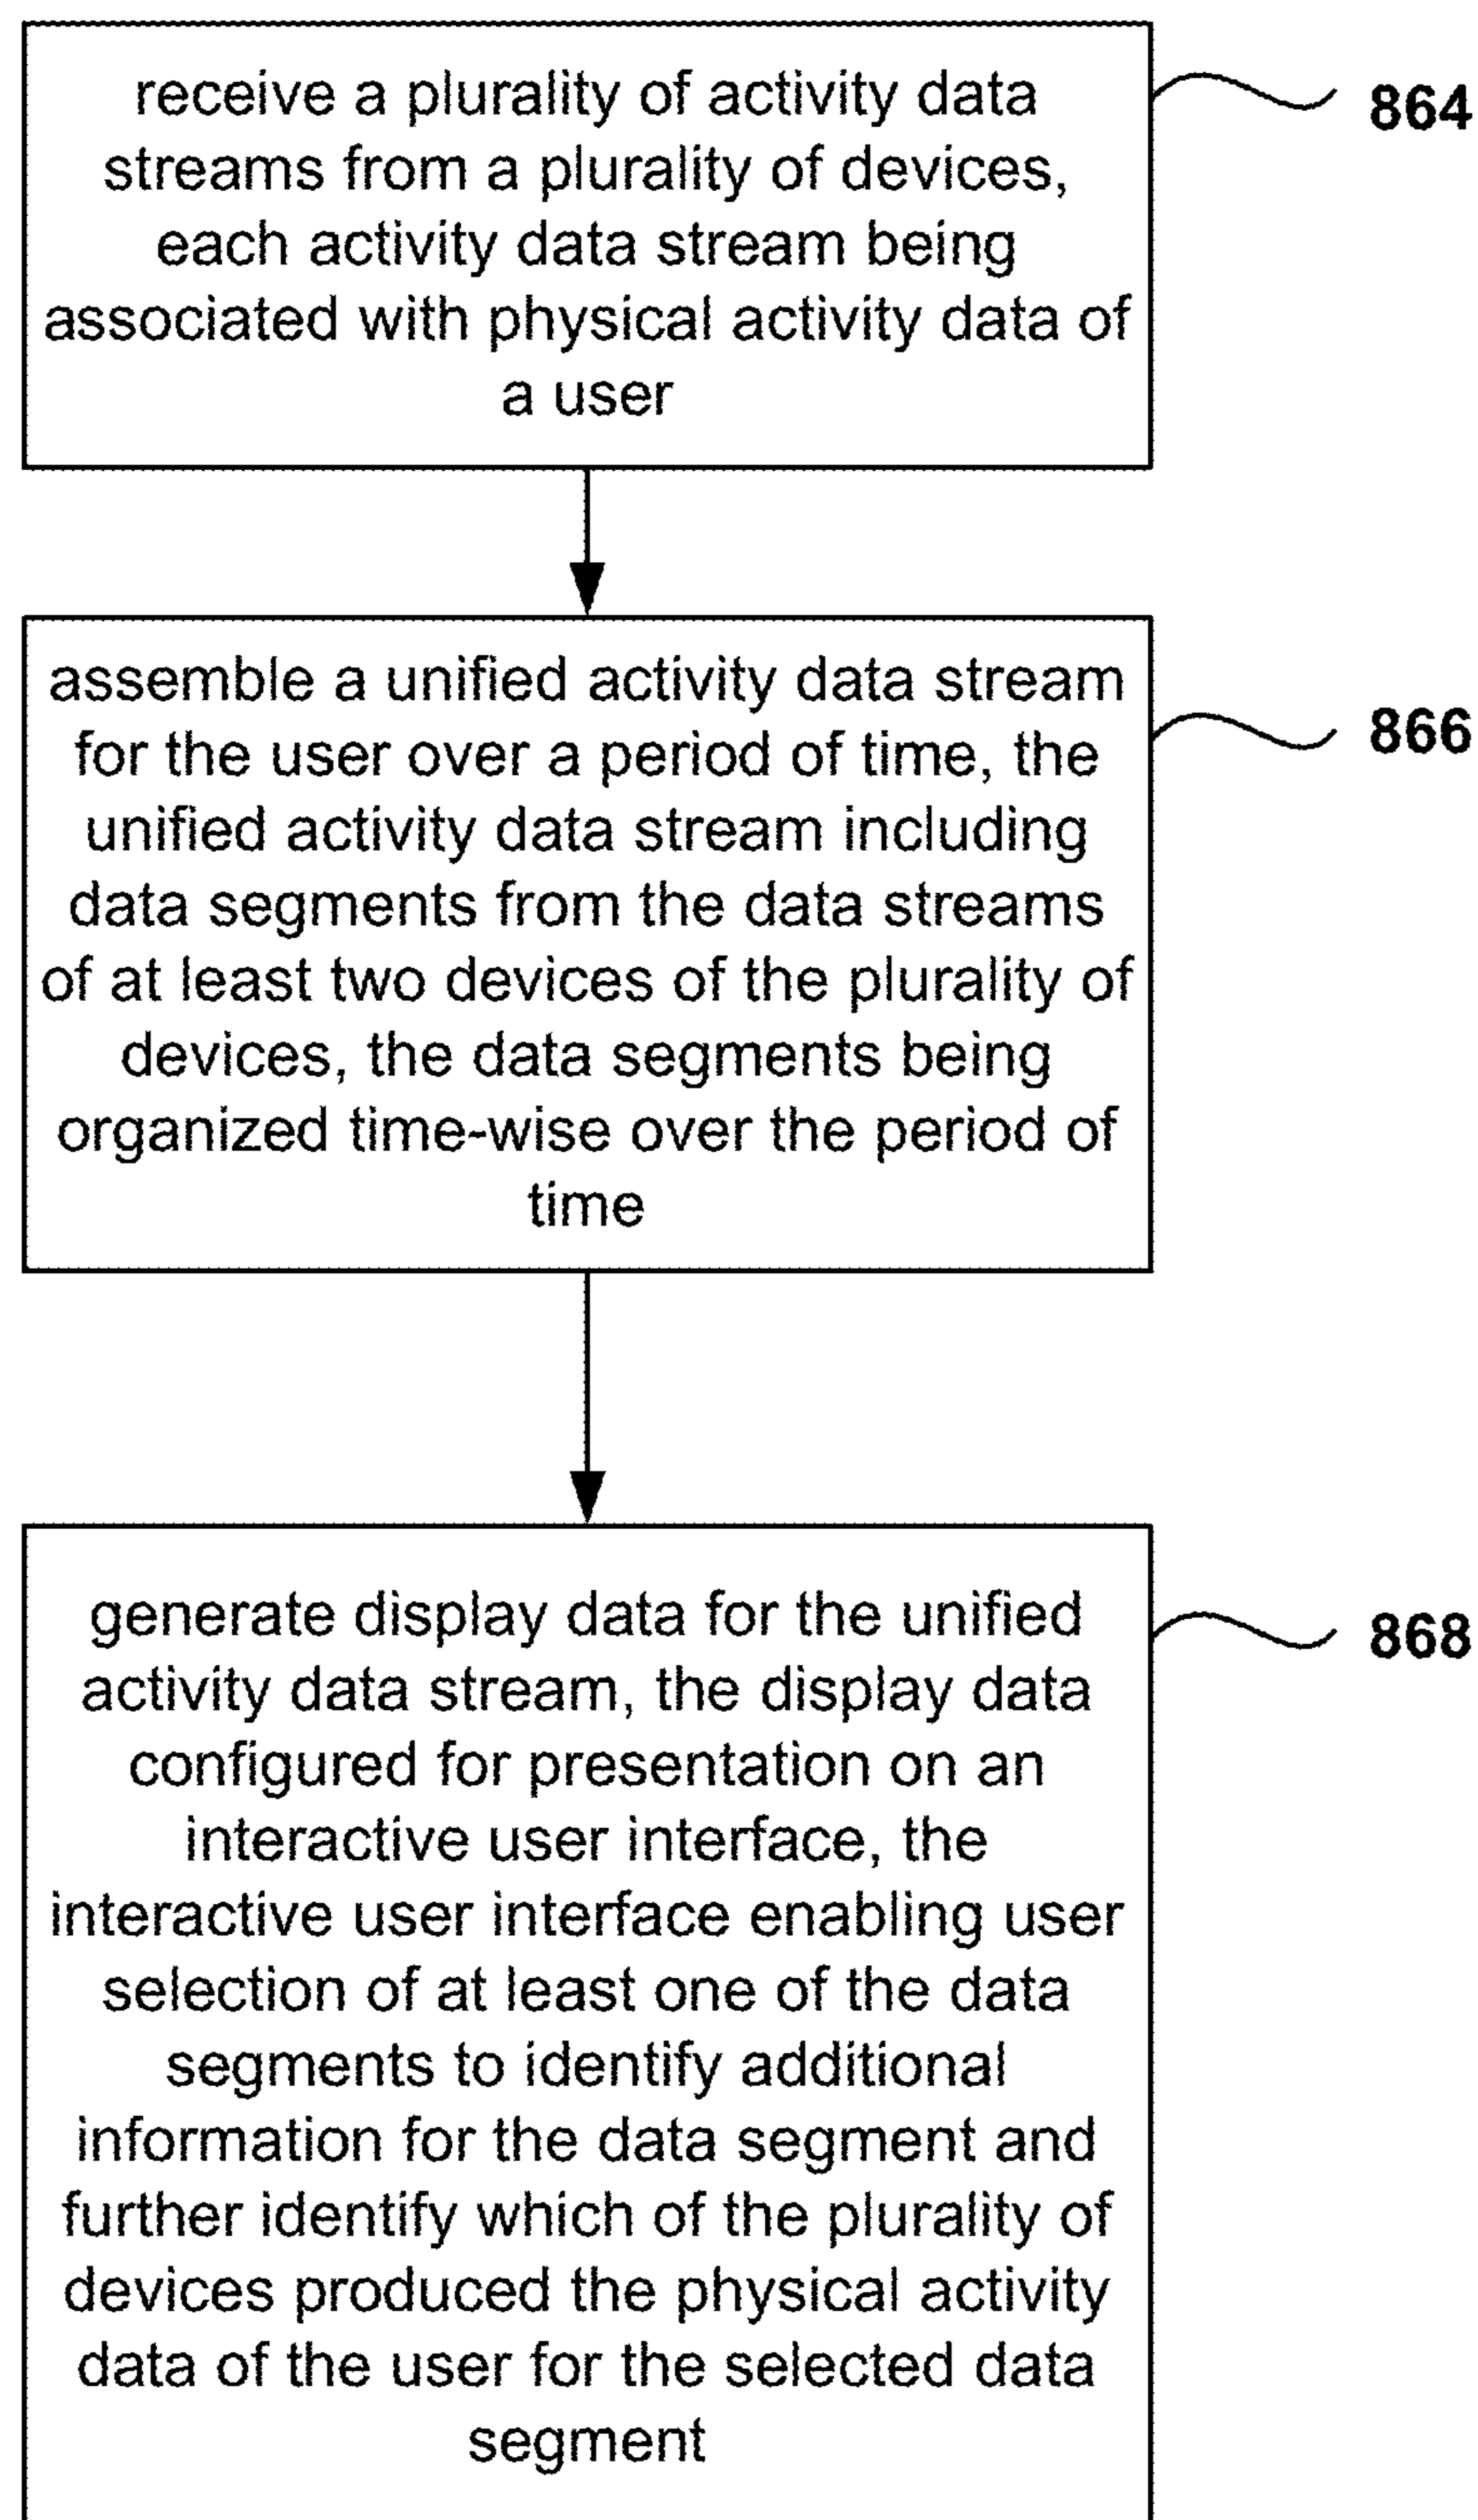 receive a plurality of activity data
streams from a plurality of devices,
each activity data stream being
associated with physical activity data of
a user
864
assemble a unified activity data stream
for the user over a period of time, the
unified activity data stream including
data segments from the data streams
of at least two devices of the plurality of
devices, the data segments being
organized time-wise over the period of
time
866
generate display data for the unified
activity data stream, the display data
configured for presentation on an
interactive user interface, the
interactive user interface enabling user
selection of at least one of the data
segments to identify additional
information for the data segment and
further identify which of the plurality of
devices produced the physical activity
data of the user for the selected data
segment
868